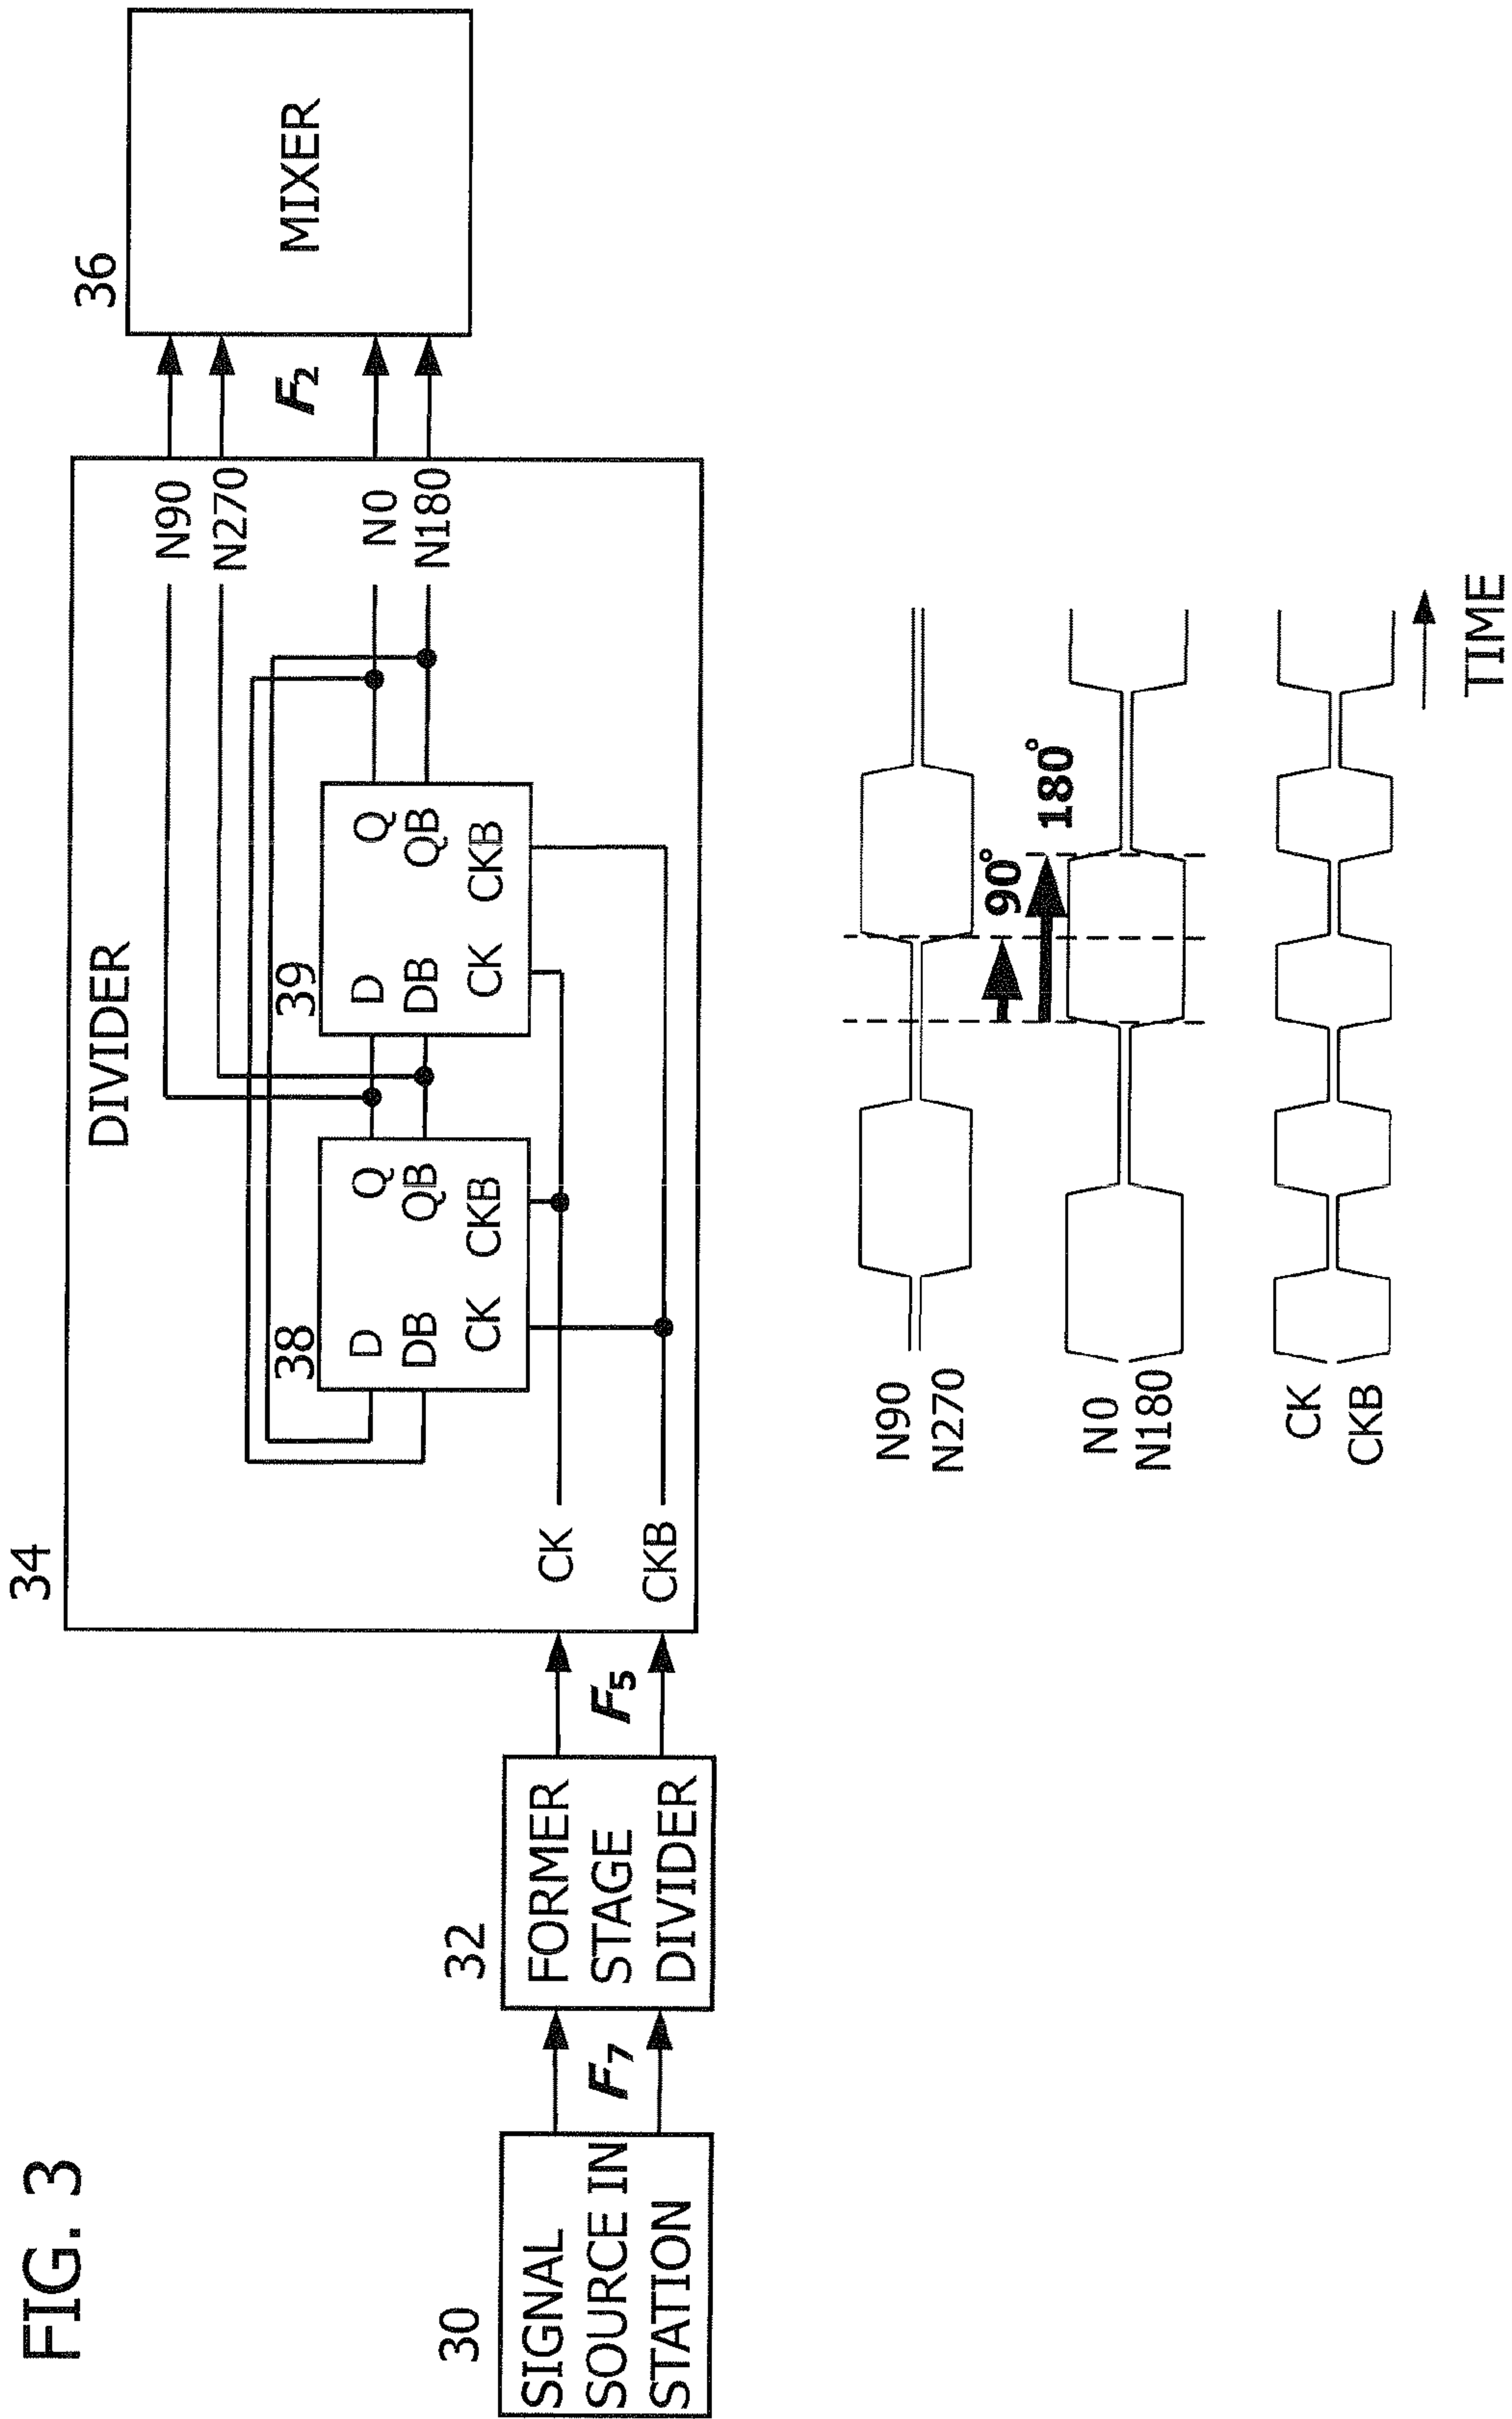 FIG. 3
30
SIGNAL
SOURCE IN
STATION
F7
32
FORMER
STAGE
DIVIDER
F5
34
DIVIDER
CK
CKB
38
D
DB
CK
Q
QB
CKB
39
D
DB
CK
Q
QB
CKB
N90
N270
N0
N180
F2
36
MIXER
N90
N270
90°
180°
N0
N180
CK
CKB
TIME